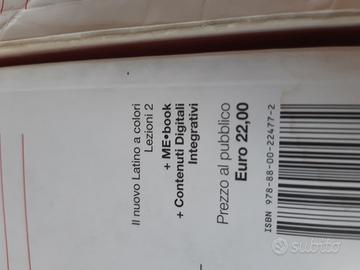 Il nuovo Latino a colori
Lezioni 2
+ ME•book
+ Contenuti Digitali
Integrativi
Prezzo al pubblico
Euro 22,00
ISBN 978-88-00-22477-2
subito